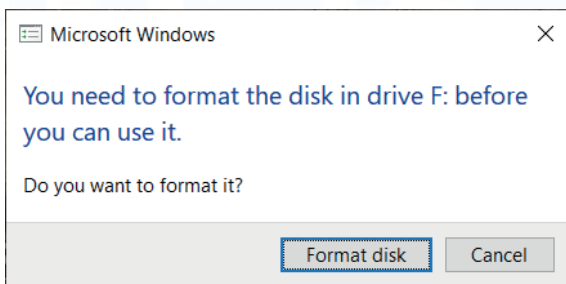 Microsoft Windows
You need to format the disk in drive F: before
you can use it.
Do you want to format it?
Format disk
Cancel